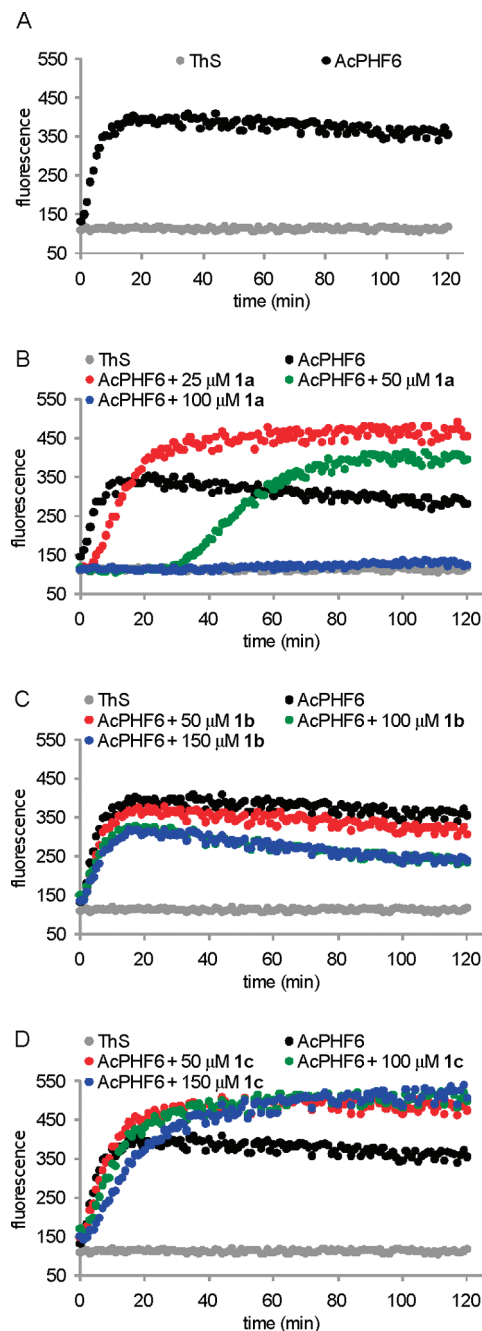 A
ThS AcPHF6
550
450
350
250
150
50
fluorescence
0 20 40 60 80 100 120
time (min)
B
ThS AcPHF6
AcPHF6 + 25 μM 1a AcPHF6 + 50 μM 1a
AcPHF6 + 100 μM 1a
550
450
350
250
150
50
fluorescence
0 20 40 60 80 100 120
time (min)
C
ThS AcPHF6
AcPHF6 + 50 μM 1b AcPHF6 + 100 μM 1b
AcPHF6 + 150 μM 1b
550
450
350
250
150
50
fluorescence
0 20 40 60 80 100 120
time (min)
D
ThS AcPHF6
AcPHF6 + 50 μM 1c AcPHF6 + 100 μM 1c
AcPHF6 + 150 μM 1c
550
450
350
250
150
50
fluorescence
0 20 40 60 80 100 120
time (min)